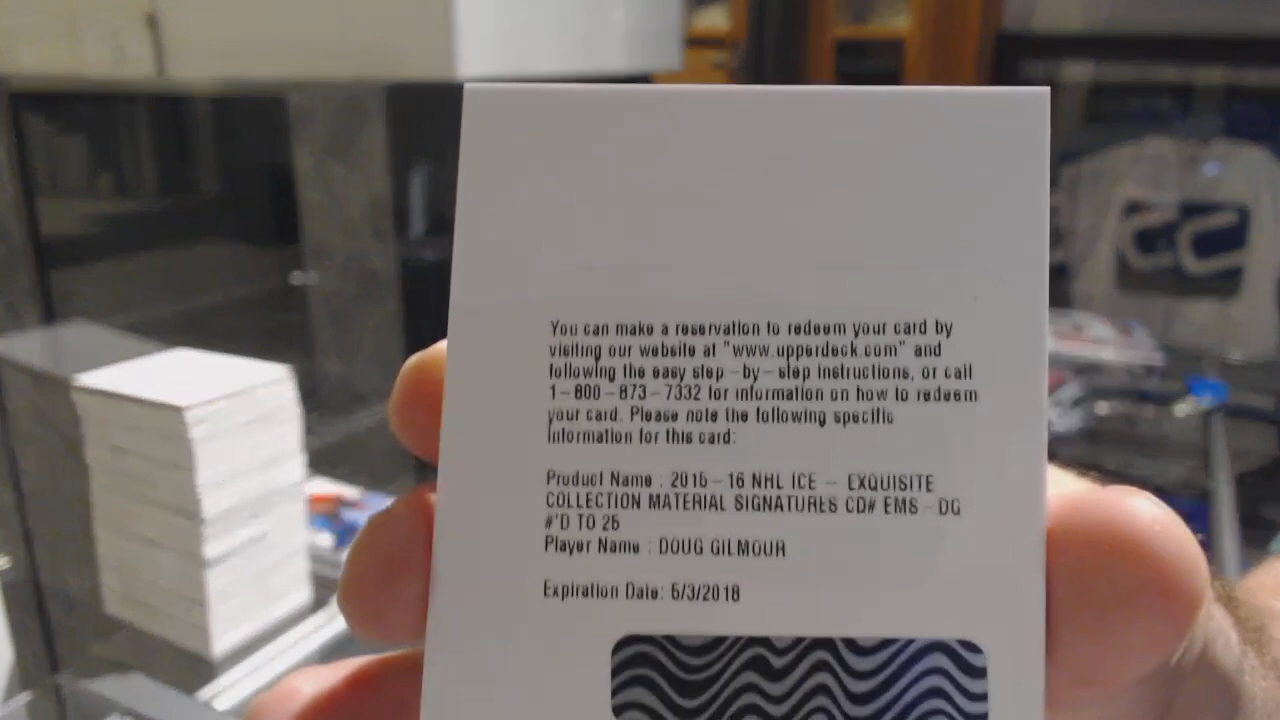 You can make a reservation to redeem your card by
visiting our website at "www.upperdeck.com" and
following the easy step-by-step instructions, or call
1-800-873-7332 for information on how to redeem
your card. Please note the following specific
information for this card:
Product Name : 2015-16 NHL ICE - EXQUISITE
COLLECTION MATERIAL SIGNATURES CD# EMS-DG
#'D TO 25
Player Name : DOUG GILMOUR
Expiration Date: 5/3/2018